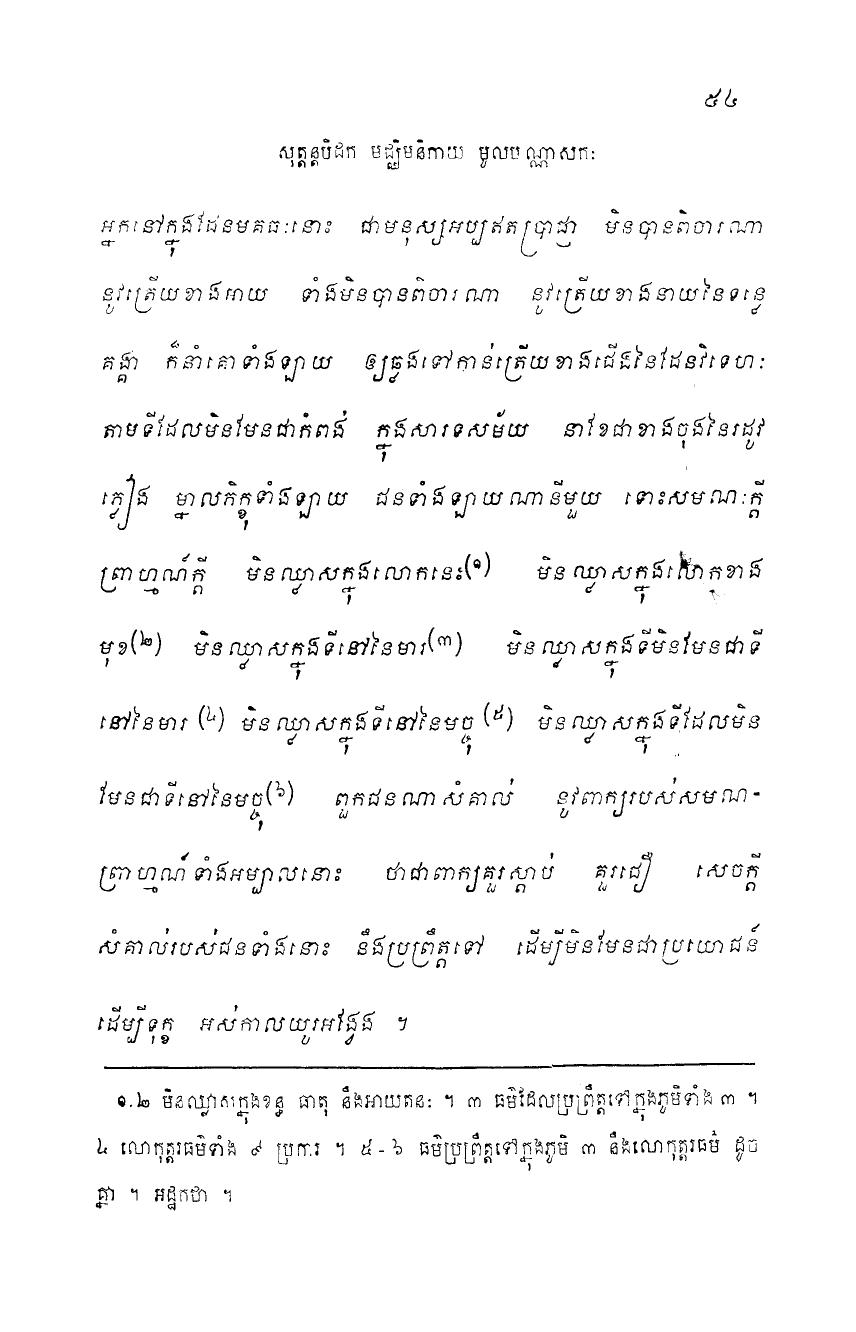 ៥៤
សុត្តន្តបិដក មជ្ឈិមនិកាយ មូលបណ្ណាសកៈ
អ្នកនៅក្នុងដែនមគធៈនោះ ជាមនុស្សអប្បឥតប្រាជ្ញា មិនបានពិចារណា
នូវត្រើយខាងអាយ ទាំងមិនបានពិចារណា នូវត្រើយខាងនាយនៃទន្លេ
គង្គា ក៏នាំគោទាំងឡាយ ឲ្យឆ្លងទៅកាន់ត្រើយខាងជើងនៃដែនវិទេហៈ
តាមទីដែលមិនមែនជាកំពង់ ក្នុងសារទសម័យ នាខែជាខាងចុងនៃរដូវ
ភ្លៀង ម្នាលភិក្ខុទាំងឡាយ ជនទាំងឡាយណានីមួយ ទោះសមណៈក្តី
ព្រាហ្មណ៍ក្តី មិនឈ្លាសក្នុងលោកនេះ(១) មិនឈ្លាសក្នុងលោកខាង
មុខ(២) មិនឈ្លាសក្នុងទីនៅនៃមារ(៣) មិនឈ្លាសក្នុងទីមិនមែនជាទី
នៅនៃមារ (៤) មិនឈ្លាសក្នុងទីនៅនៃមច្ចុ (៥) មិនឈ្លាសក្នុងទីដែលមិន
មែនជាទីនៅនៃមច្ចុ(៦) ពួកជនណាសំគាល់ នូវពាក្យរបស់សមណ-
ព្រាហ្មណ៍ទាំងអម្បាលនោះ ថាជាពាក្យគួរស្តាប់ គួរជឿ សេចក្តី
សំគាល់របស់ជនទាំងនោះ នឹងប្រព្រឹត្តទៅ ដើម្បីមិនមែនជាប្រយោជន៍
ដើម្បីទុក្ខ អស់កាលយូរអង្វែង ។
១.២ មិនឈ្លាសក្នុងខន្ធ ធាតុ នឹងអាយតនៈ ។ ៣ ធម៌ដែលប្រព្រឹត្តទៅក្នុងភូមិទាំង ៣ ។
៤ លោកុត្តរធម៌ទាំង ៩ ប្រការ ។ ៥-៦ ធម៌ប្រព្រឹត្តទៅក្នុងភូមិ ៣ នឹងលោកុត្តរធម៌ ដូច
គ្នា ។ អដ្ឋកថា ។